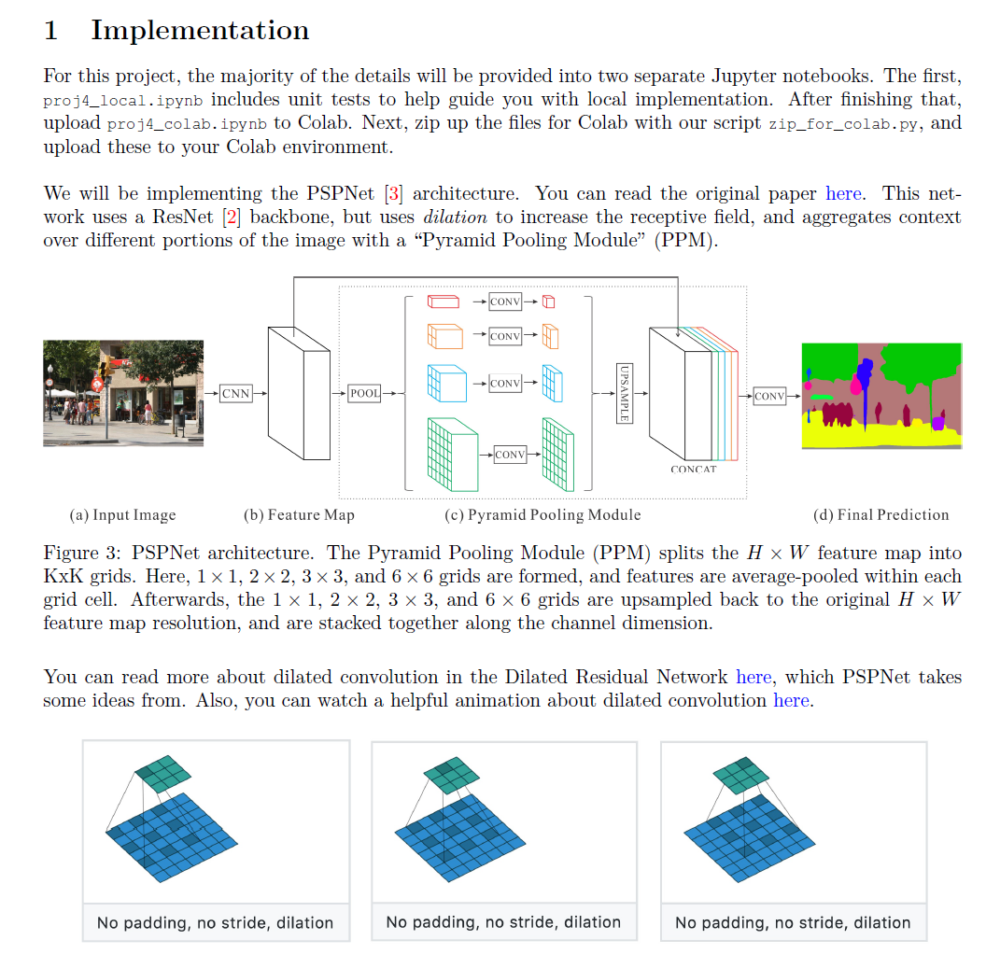 1 Implementation
For this project, the majority of the details will be provided into two separate Jupyter notebooks. The first,
proj4_local.ipynb includes unit tests to help guide you with local implementation. After finishing that,
upload proj4_colab.ipynb to Colab. Next, zip up the files for Colab with our script zip_for_colab.py, and
upload these to your Colab environment.
We will be implementing the PSPNet [3] architecture. You can read the original paper here. This net-
work uses a ResNet [2] backbone, but uses dilation to increase the receptive field, and aggregates context
over different portions of the image with a “Pyramid Pooling Module” (PPM).
CNN
POOL
CONV
CONV
CONV
CONV
UPSAMPLE
CONCAT
CONV
(a) Input Image
(b) Feature Map
(c) Pyramid Pooling Module
(d) Final Prediction
Figure 3: PSPNet architecture. The Pyramid Pooling Module (PPM) splits the H × W feature map into
KxK grids. Here, 1 × 1, 2 × 2, 3 × 3, and 6 × 6 grids are formed, and features are average-pooled within each
grid cell. Afterwards, the 1 × 1, 2 × 2, 3 × 3, and 6 × 6 grids are upsampled back to the original H × W
feature map resolution, and are stacked together along the channel dimension.
You can read more about dilated convolution in the Dilated Residual Network here, which PSPNet takes
some ideas from. Also, you can watch a helpful animation about dilated convolution here.
No padding, no stride, dilation
No padding, no stride, dilation
No padding, no stride, dilation